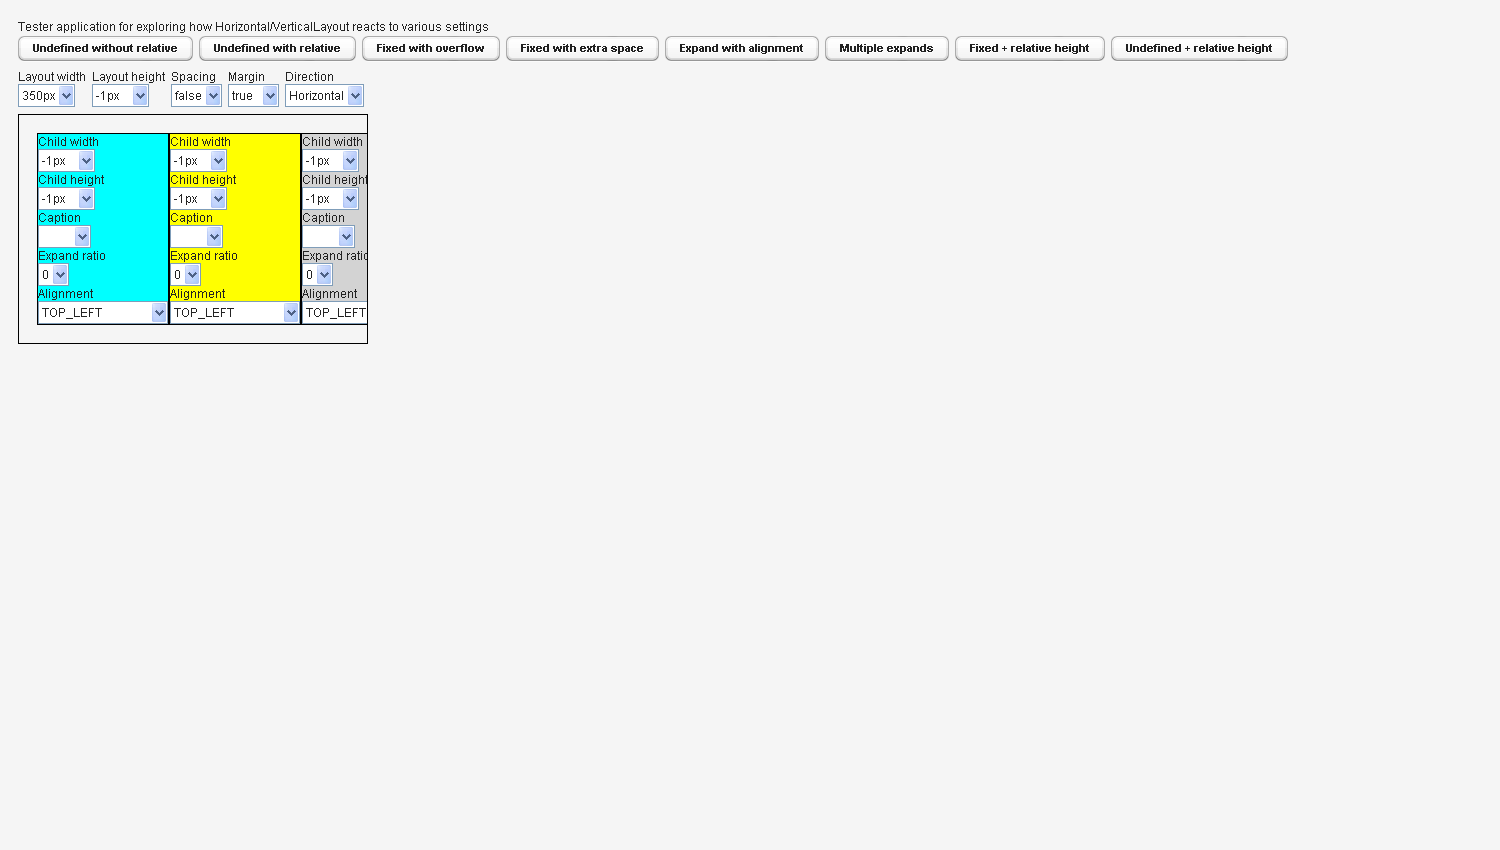 Tester application for exploring how Horizontal/VerticalLayout reacts to various settings
Undefined without relative Undefined with relative Fixed with overflow Fixed with extra space Expand with alignment Multiple expands Fixed + relative height Undefined + relative height
Layout width Layout height Spacing Margin Direction
350px -1px false true Horizontal
Child width Child width Child width
-1px -1px -1px
Child height Child height Child height
-1px -1px -1px
Caption Caption Caption
Expand ratio Expand ratio Expand ratio
0 0 0
Alignment Alignment Alignment
TOP_LEFT TOP_LEFT TOP_LEFT